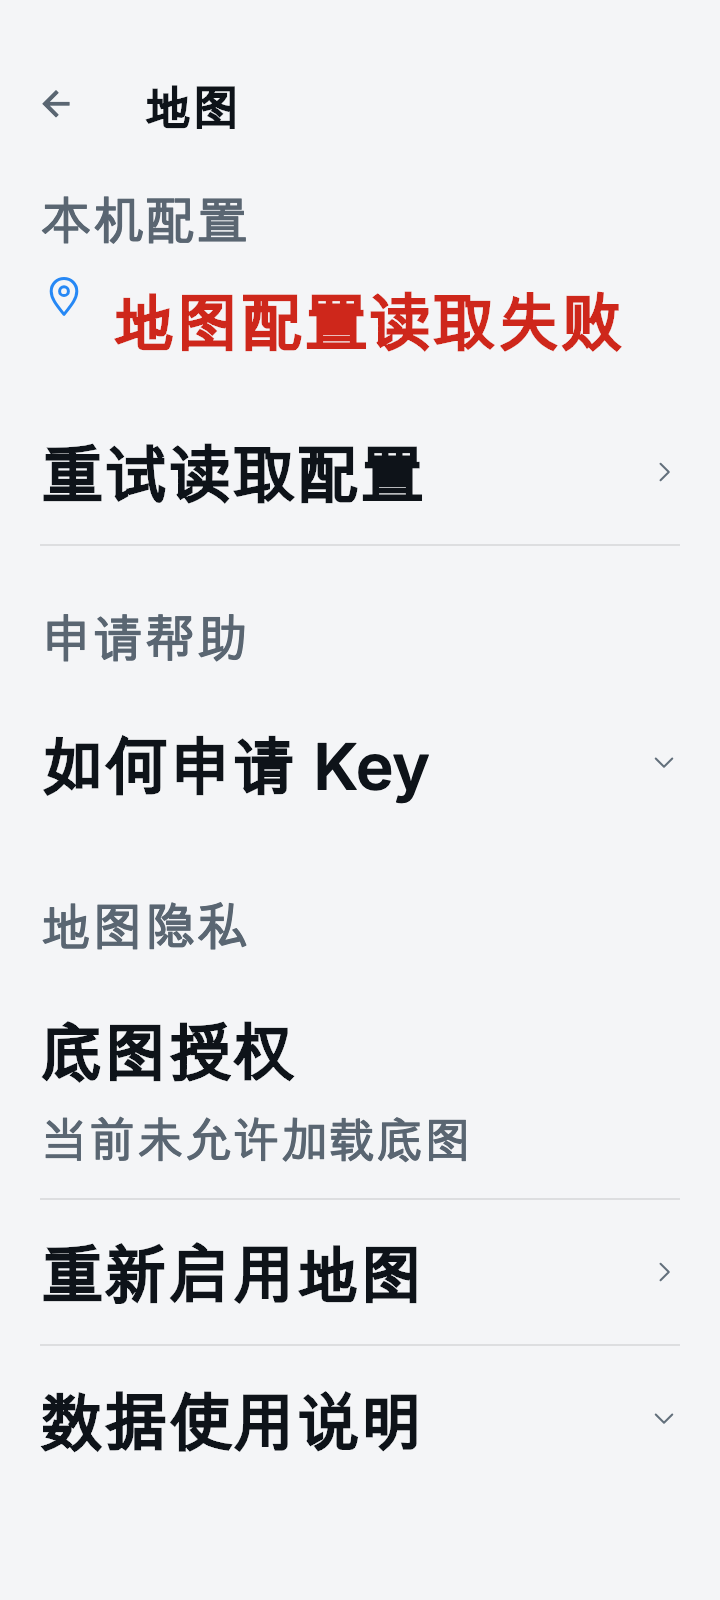 地图
本机配置
地图配置读取失败
重试读取配置
申请帮助
如何申请 Key
地图隐私
底图授权
当前未允许加载底图
重新启用地图
数据使用说明